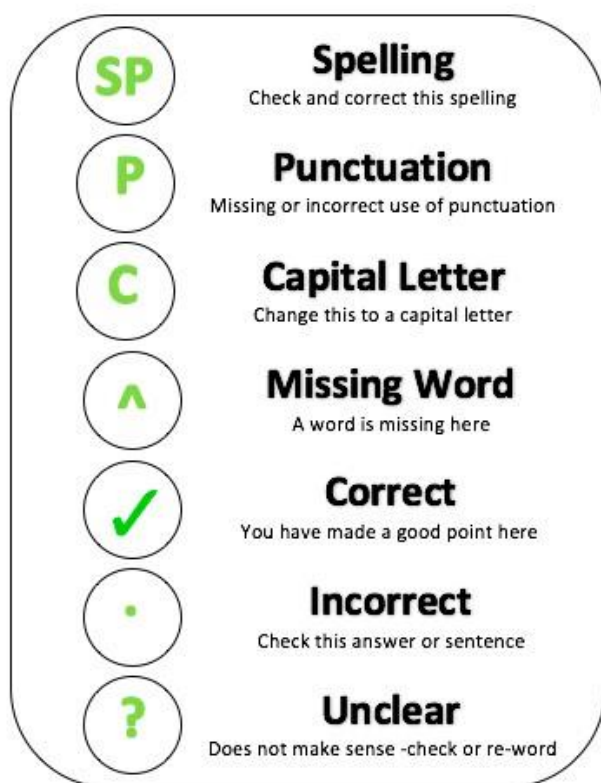 SP
Spelling
Check and correct this spelling
P
Punctuation
Missing or incorrect use of punctuation
C
Capital Letter
Change this to a capital letter
^
Missing Word
A word is missing here
✓
Correct
You have made a good point here
.
Incorrect
Check this answer or sentence
?
Unclear
Does not make sense -check or re-word